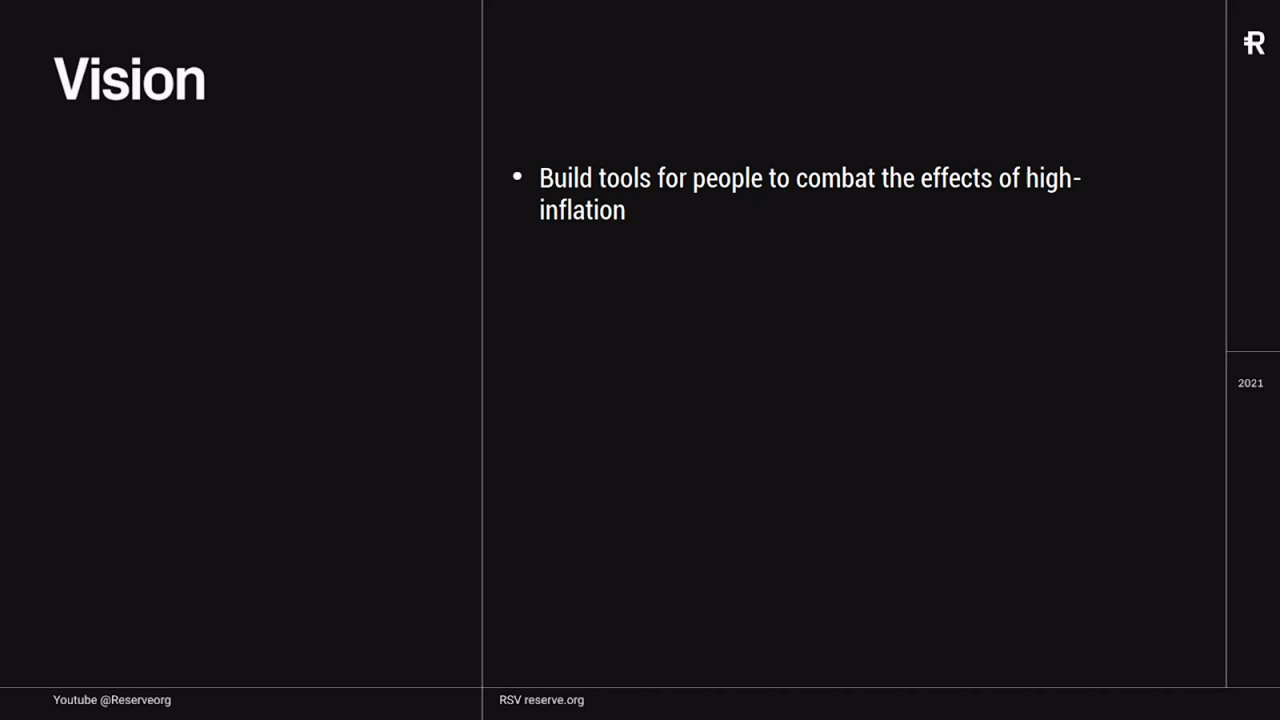 Vision
• Build tools for people to combat the effects of high-
inflation
2021
Youtube @Reserveorg
RSV reserve.org